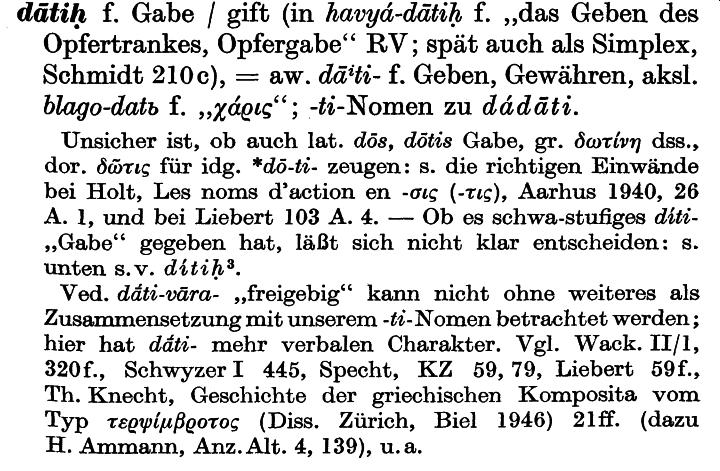 dātiḥ f. Gabe / gift (in havyá-dātiḥ f. „das Geben des
Opfertrankes, Opfergabe“ RV; spät auch als Simplex,
Schmidt 210c), = aw. dāⁱti- f. Geben, Gewähren, aksl.
blago-datь f. „χάρις“; -ti-Nomen zu dádāti.
Unsicher ist, ob auch lat. dōs, dōtis Gabe, gr. δωτίνη dss.,
dor. δῶτις für idg. *dō-ti- zeugen: s. die richtigen Einwände
bei Holt, Les noms d’action en -σις (-τις), Aarhus 1940, 26
A. 1, und bei Liebert 103 A. 4. — Ob es schwa-stufiges díti-
„Gabe“ gegeben hat, läßt sich nicht klar entscheiden: s.
unten s.v. dítiḥ³.
Ved. dā́ti-vāra- „freigebig“ kann nicht ohne weiteres als
Zusammensetzung mit unserem -ti-Nomen betrachtet werden;
hier hat dā́ti- mehr verbalen Charakter. Vgl. Wack. II/1,
320f., Schwyzer I 445, Specht, KZ 59, 79, Liebert 59f.,
Th. Knecht, Geschichte der griechischen Komposita vom
Typ τερψίμβροτος (Diss. Zürich, Biel 1946) 21ff. (dazu
H. Ammann, Anz. Alt. 4, 139), u.a.